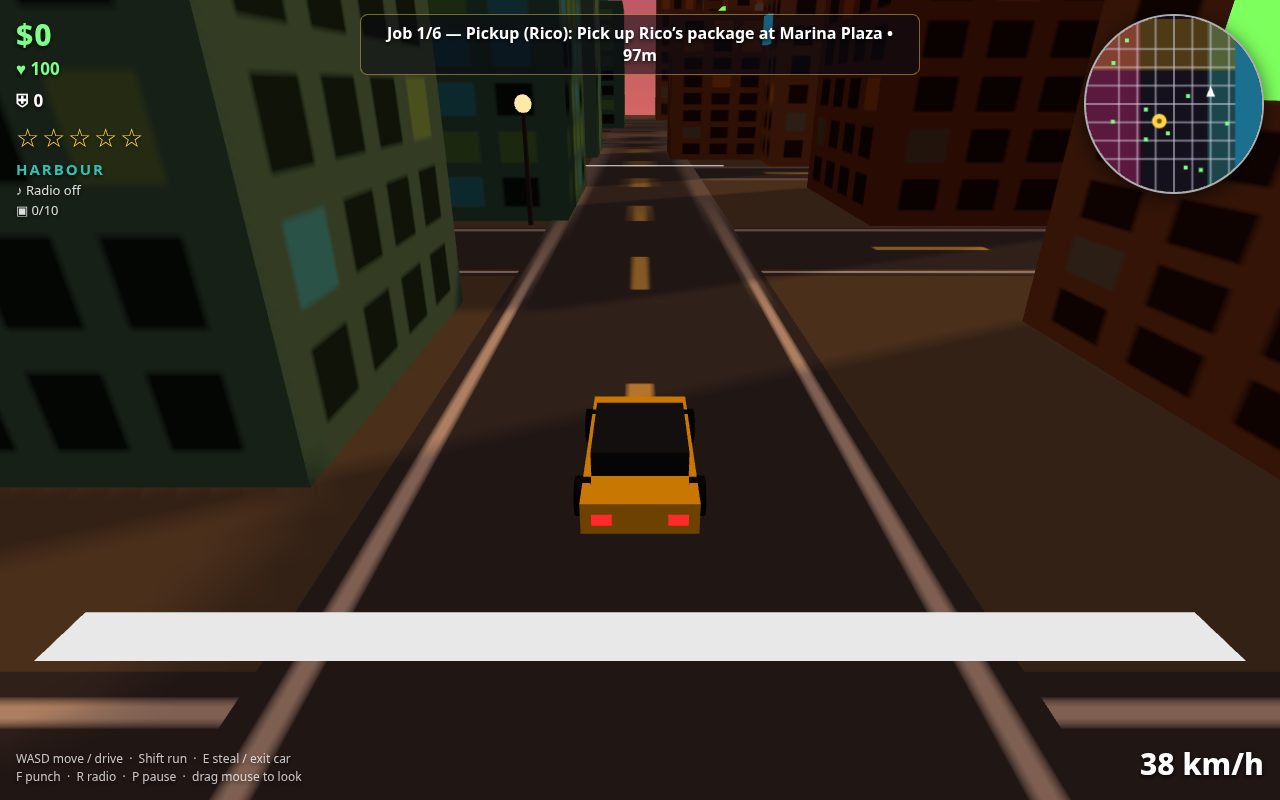 $0
♥ 100
⛨ 0
☆☆☆☆☆
HARBOUR
♪ Radio off
▣ 0/10
Job 1/6 — Pickup (Rico): Pick up Rico’s package at Marina Plaza •
97m
WASD move / drive · Shift run · E steal / exit car
F punch · R radio · P pause · drag mouse to look
38 km/h